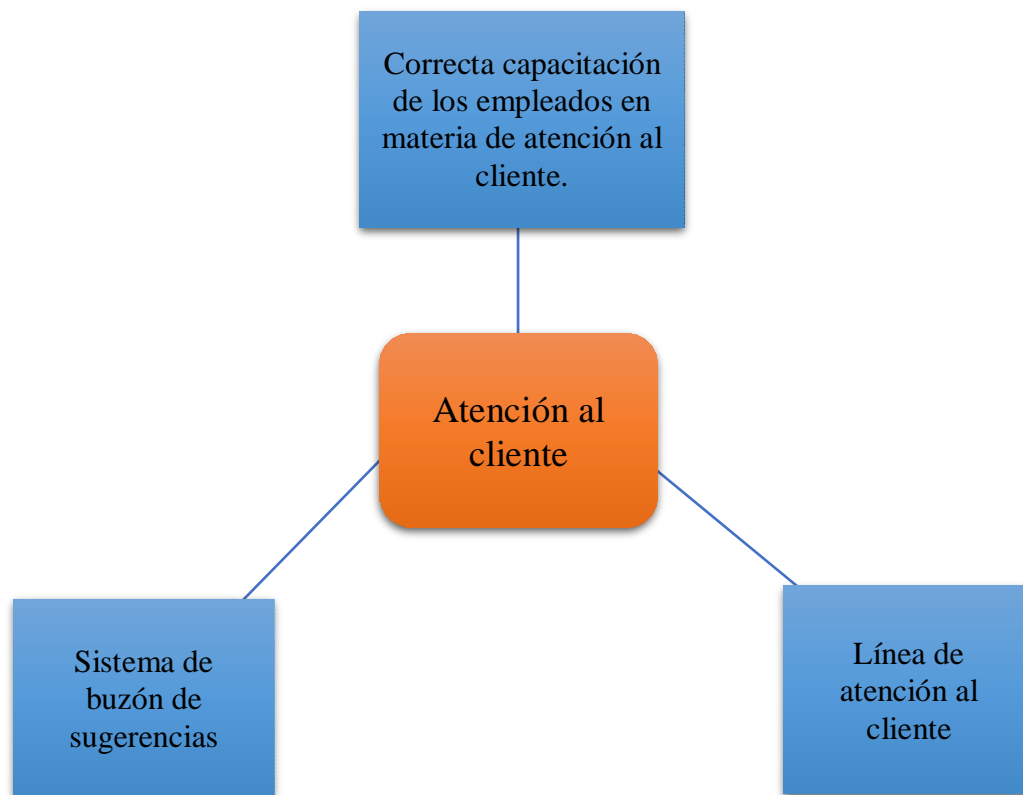 Correcta capacitación
de los empleados en
materia de atención al
cliente.
Atención al
cliente
Sistema de
buzón de
sugerencias
Línea de
atención al
cliente